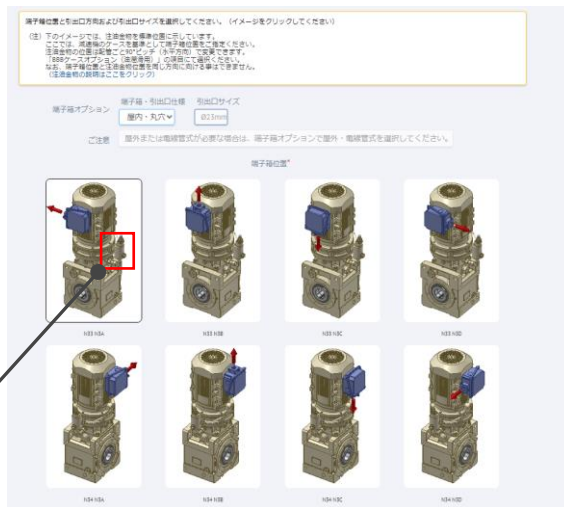 端子箱位置と引出口方向および引出口サイズを選択してください。（イメージをクリックしてください）
(注) 下のイメージでは、注油金物を標準位置に示しています。
ここでは、減速機のケースを基準として端子箱位置をご指定ください。
注油金物の位置は配管ごと90°ピッチ（水平方向）で変更できます。
「BBBケースオプション（油潤滑用）」の項目にて選択ください。
なお、端子箱位置と注油金物位置を同じ方向に向ける事はできません。
（注油金物の説明はここをクリック）
端子箱・引出口仕様 引出口サイズ
端子箱オプション 屋内・丸穴 Ø23mm
ご注意 屋外または電線管式が必要な場合は、端子箱オプションで屋外・電線管式を選択してください。
端子箱位置*
N33 N3A N33 N3B N33 N3C N33 N3D
N34 N3A N34 N3B N34 N3C N34 N3D